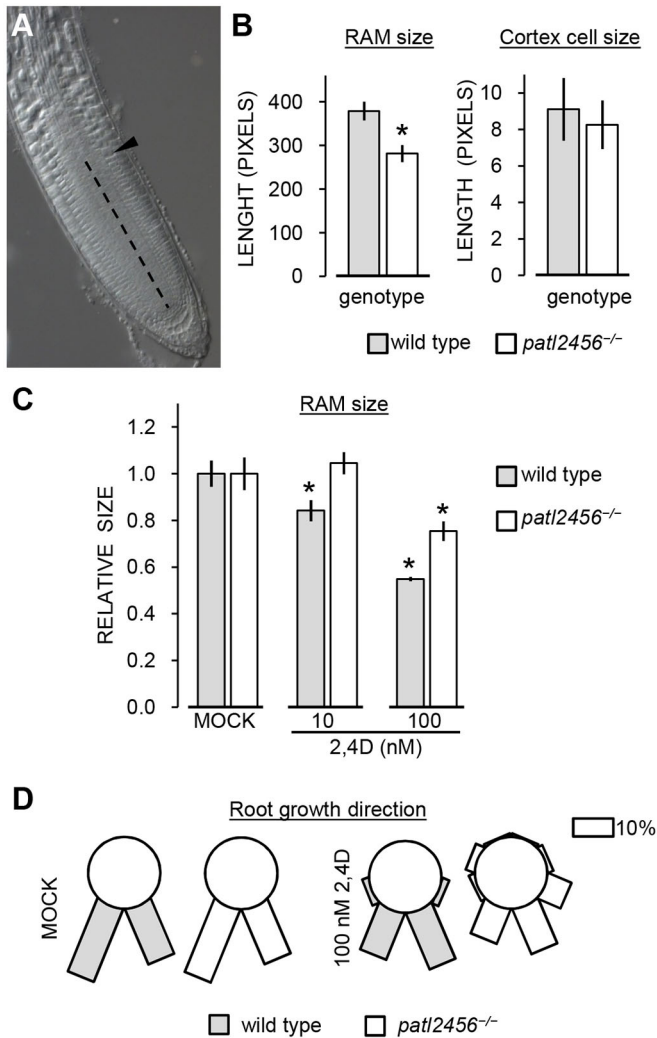 A
B
RAM size
Cortex cell size
LENGHT (PIXELS)
400
300
200
100
0
*
genotype
LENGTH (PIXELS)
10
8
6
4
2
0
genotype
wild type
patl2456−/−
C
RAM size
RELATIVE SIZE
1.2
1.0
0.8
0.6
0.4
0.2
0.0
*
*
*
MOCK
10
100
2,4D (nM)
wild type
patl2456−/−
D
Root growth direction
10%
MOCK
100 nM 2,4D
wild type
patl2456−/−